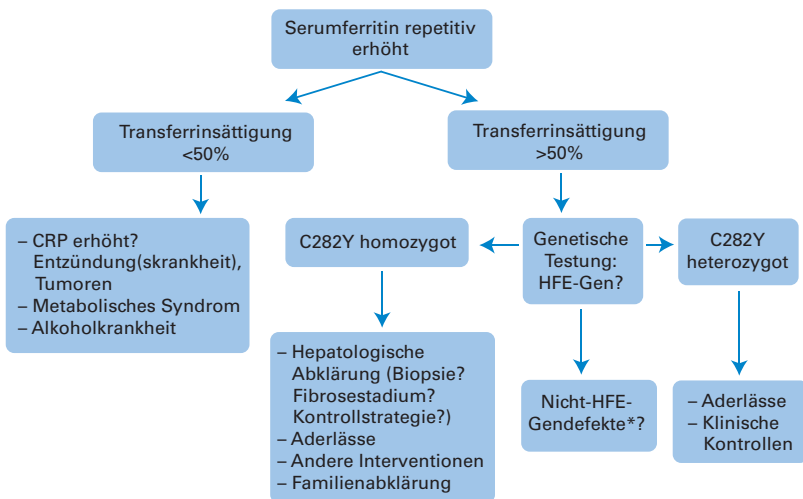 Serumferritin repetitiv
erhöht
Transferrinsättigung
<50%
Transferrinsättigung
>50%
– CRP erhöht?
Entzündung(skrankheit),
Tumoren
– Metabolisches Syndrom
– Alkoholkrankheit
C282Y homozygot
Genetische
Testung:
HFE-Gen?
C282Y
heterozygot
– Hepatologische
Abklärung (Biopsie?
Fibrosestadium?
Kontrollstrategie?)
– Aderlässe
– Andere Interventionen
– Familienabklärung
Nicht-HFE-
Gendefekte*?
– Aderlässe
– Klinische
Kontrollen